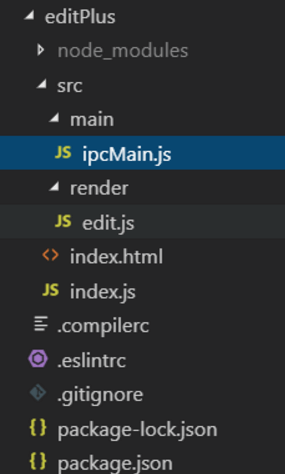 editPlus
node_modules
src
main
JS ipcMain.js
render
JS edit.js
<> index.html
JS index.js
.compilerc
.eslintrc
.gitignore
{} package-lock.json
{} package.json